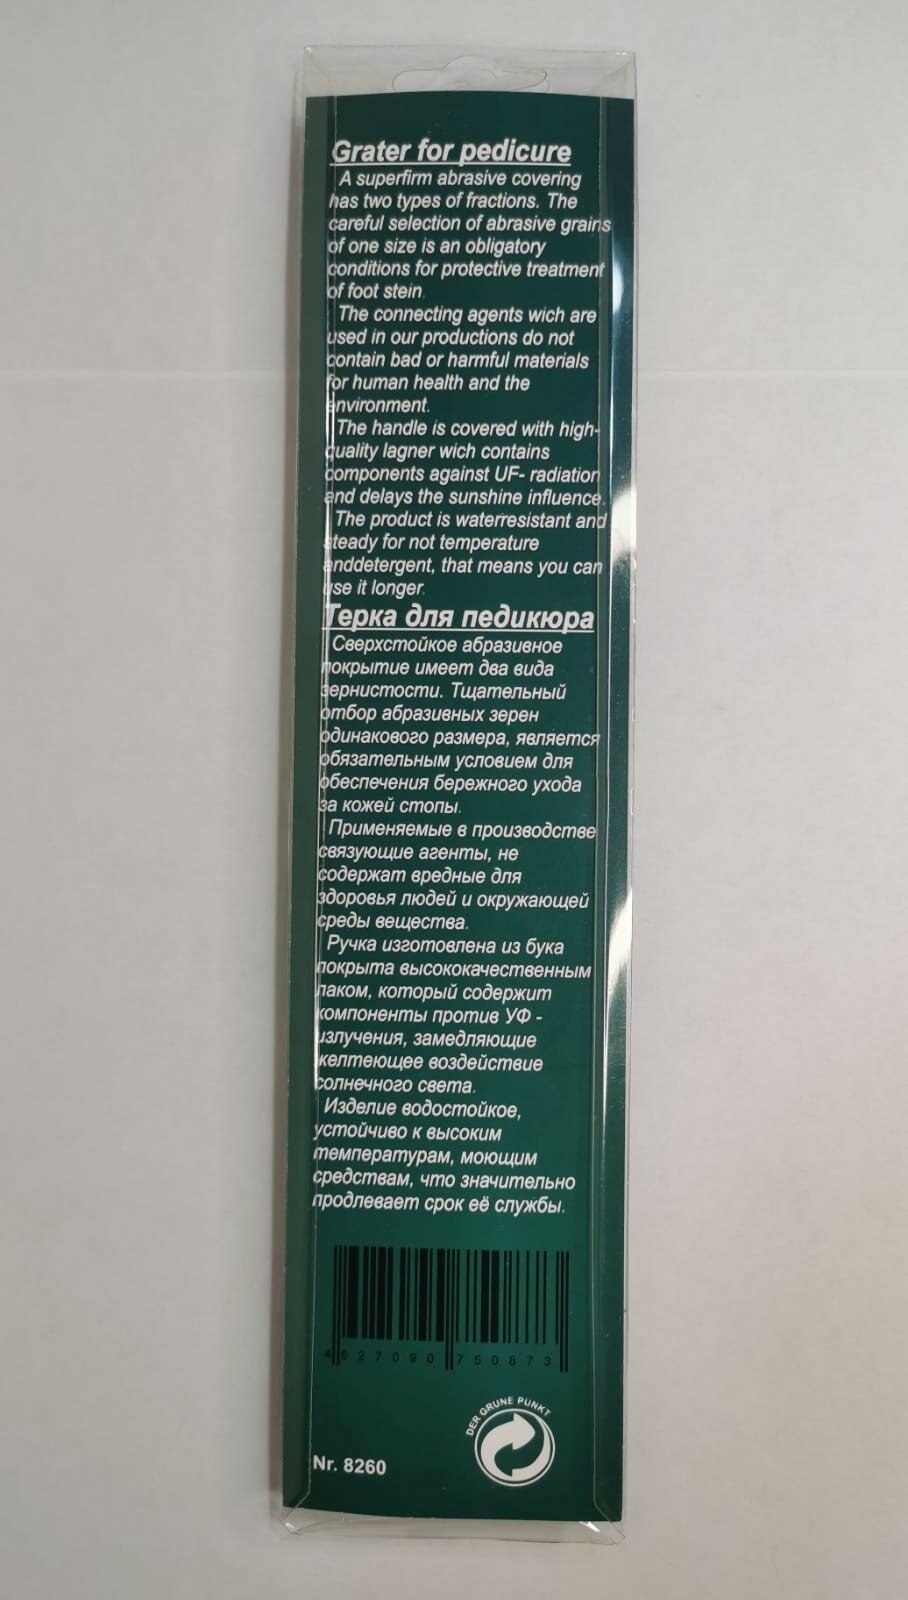 Grater for pedicure
A superfirm abrasive covering
has two types of fractions. The
careful selection of abrasive grains
of one size is an obligatory
conditions for protective treatment
of foot stein.
The connecting agents wich are
used in our productions do not
contain bad or harmful materials
for human health and the
environment.
The handle is covered with high-
quality lagner wich contains
components against UF- radiation
and delays the sunshine influence.
The product is waterresistant and
steady for not temperature
anddetergent, that means you can
use it longer.
Терка для педикюра
Сверхстойкое абразивное
покрытие имеет два вида
зернистости. Тщательный
отбор абразивных зерен
одинакового размера, является
обязательным условием для
обеспечения бережного ухода
за кожей стопы.
Применяемые в производстве
связующие агенты, не
содержат вредные для
здоровья людей и окружающей
среды вещества.
Ручка изготовлена из бука
покрыта высококачественным
лаком, который содержит
компоненты против УФ -
излучения, замедляющие
желтеющее воздействие
солнечного света.
Изделие водостойкое,
устойчиво к высоким
температурам, моющим
средствам, что значительно
продлевает срок её службы.
4627090750873
DER GRUNE PUNKT
Nr. 8260